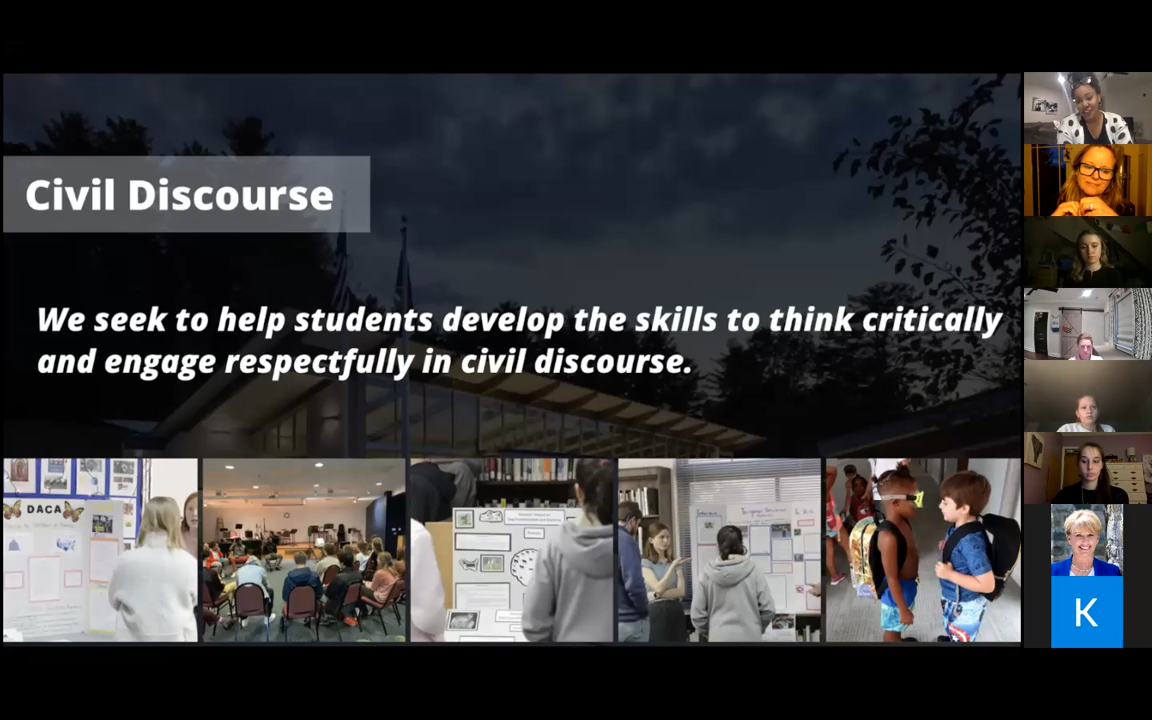 Civil Discourse
We seek to help students develop the skills to think critically
and engage respectfully in civil discourse.
DACA
K